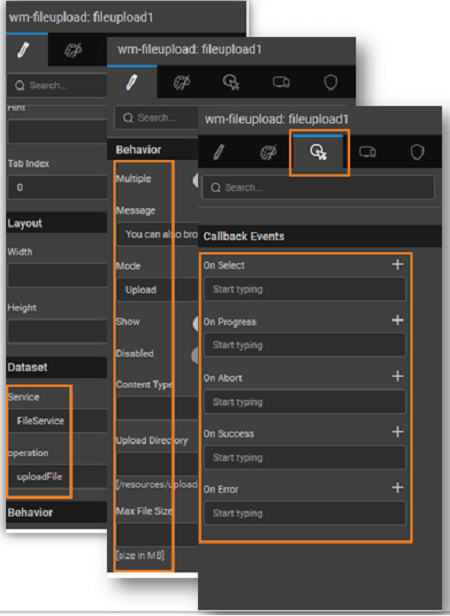 wm-fileupload: fileupload1
Search...
Hint
Tab Index
0
Layout
Width
Height
Dataset
Service
FileService
operation
uploadFile
Behavior
wm-fileupload: fileupload1
Search...
Behavior
Multiple
Message
You can also bro
Mode
Upload
Show
Disabled
Content Type
Upload Directory
[/resources/upload
Max File Size
[size in MB]
wm-fileupload: fileupload1
Search...
Callback Events
On Select
Start typing
On Progress
Start typing
On Abort
Start typing
On Success
Start typing
On Error
Start typing